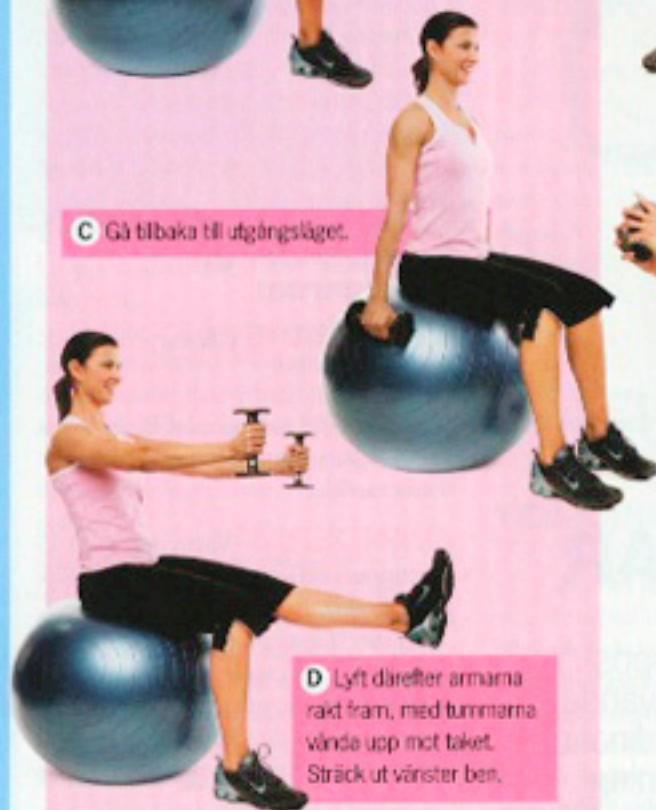 C Gå tillbaka till utgångsläget.
D Lyft därefter armarna
rakt fram, med tummarna
vända upp mot taket.
Sträck ut vänster ben.